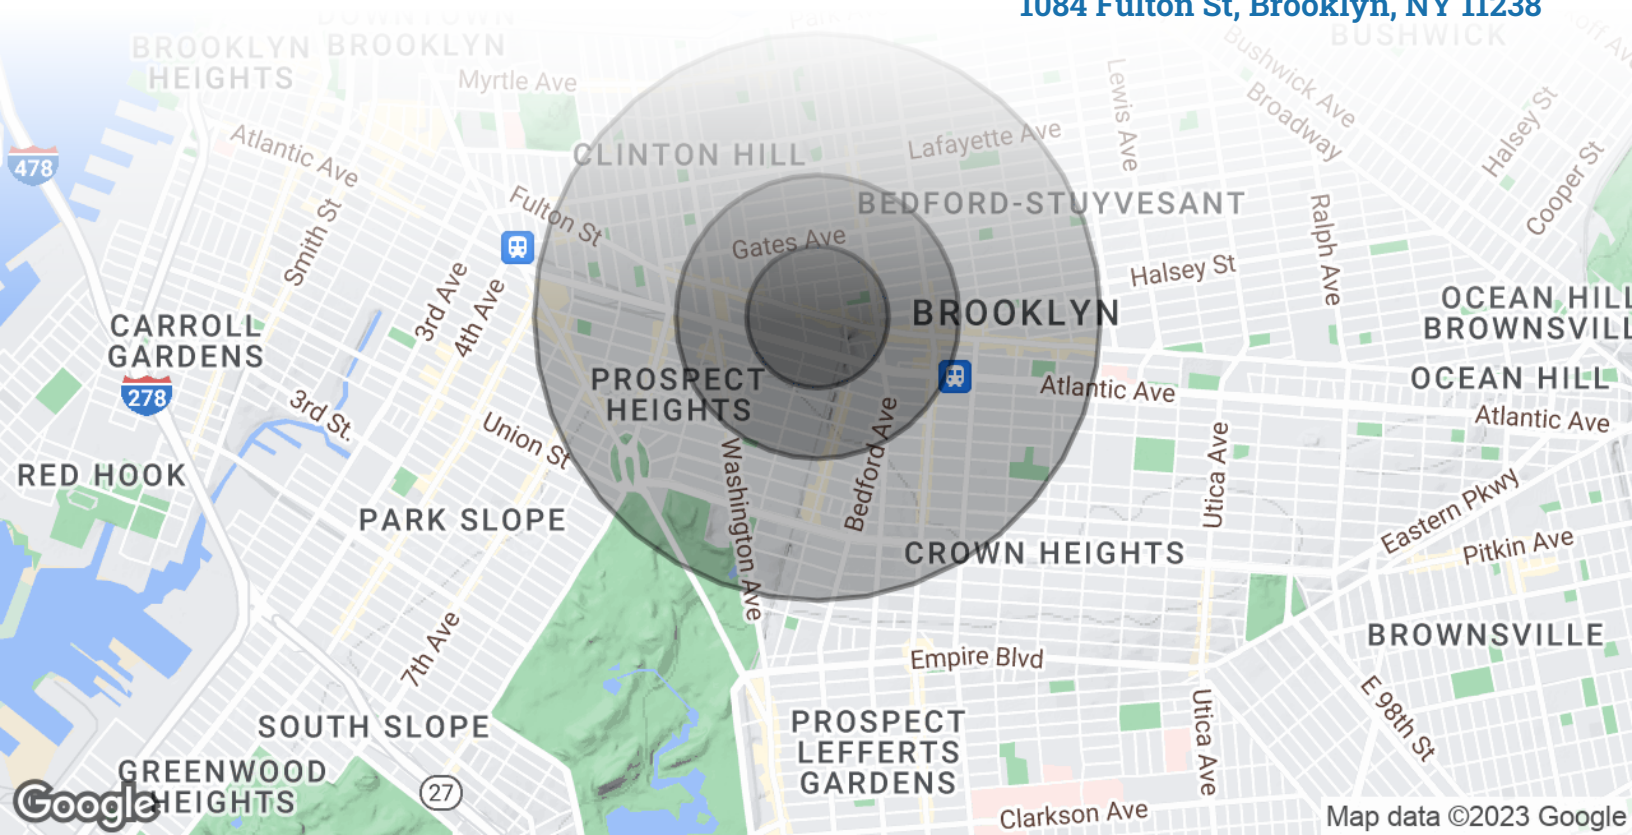 1084 Fulton St, Brooklyn, NY 11238
DOWNTOWN
BROOKLYN
BROOKLYN
HEIGHTS
BUSHWICK
Myrtle Ave
Bushwick Ave
Broadway
Lewis Ave
Halsey St
Cooper St
478
Atlantic Ave
CLINTON HILL
Lafayette Ave
Fulton St
BEDFORD-STUYVESANT
Smith St
Gates Ave
Ralph Ave
3rd Ave
4th Ave
Halsey St
CARROLL
GARDENS
BROOKLYN
OCEAN HILL
278
PROSPECT
HEIGHTS
Atlantic Ave
OCEAN HILL
Atlantic Ave
3rd St.
Union St
Washington Ave
Bedford Ave
Utica Ave
RED HOOK
PARK SLOPE
Eastern Pkwy
Pitkin Ave
CROWN HEIGHTS
7th Ave
Empire Blvd
BROWNSVILLE
SOUTH SLOPE
PROSPECT
LEFFERTS
GARDENS
Utica Ave
E 98th St
GREENWOOD
HEIGHTS
27
Google
Clarkson Ave
Map data ©2023 Google